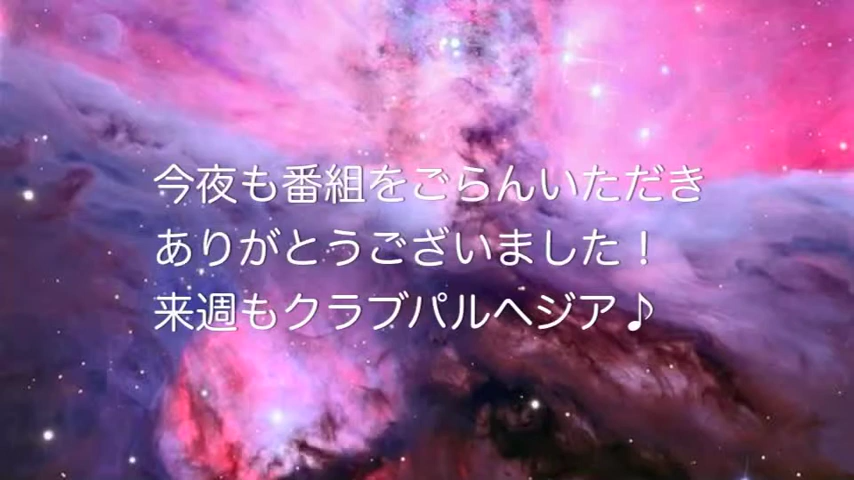 今夜も番組をごらんいただき
ありがとうございました！
来週もクラブパルヘジア♪